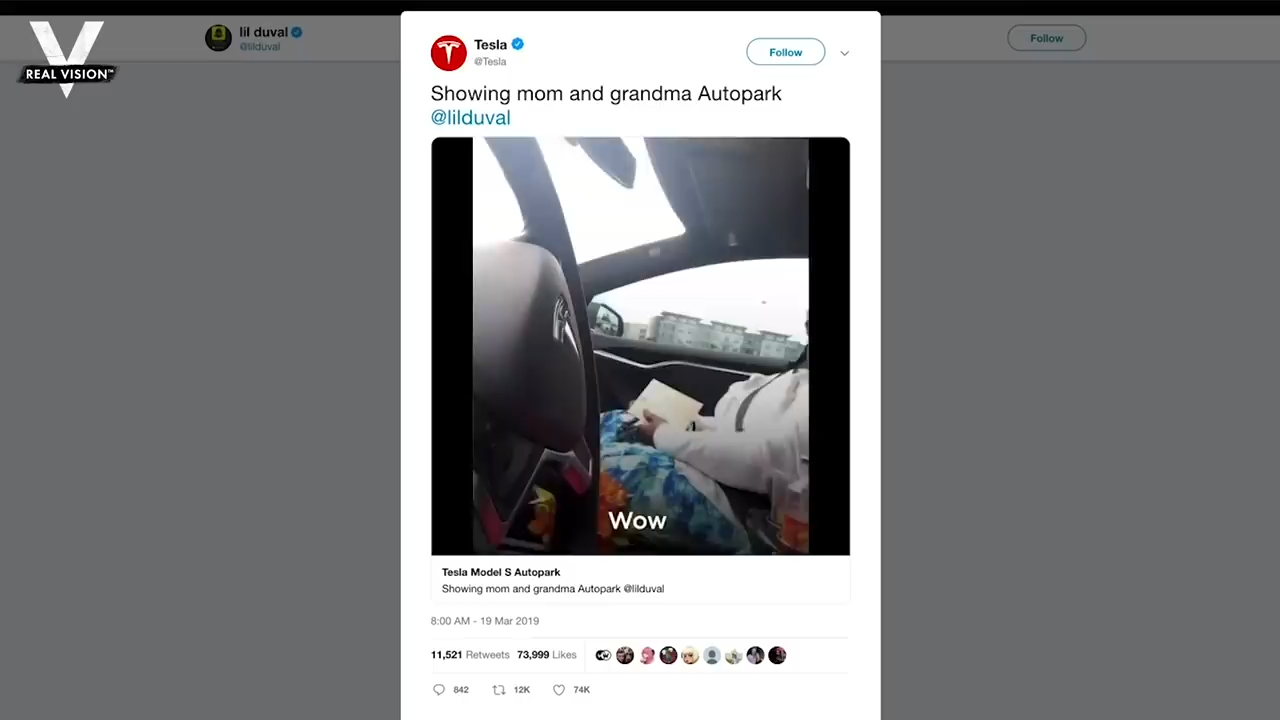 REAL VISION™
lil duval
@lilduval
Follow
Tesla
@Tesla
Follow
Showing mom and grandma Autopark
@lilduval
Wow
Tesla Model S Autopark
Showing mom and grandma Autopark @lilduval
8:00 AM - 19 Mar 2019
11,521 Retweets 73,999 Likes
842 12K 74K